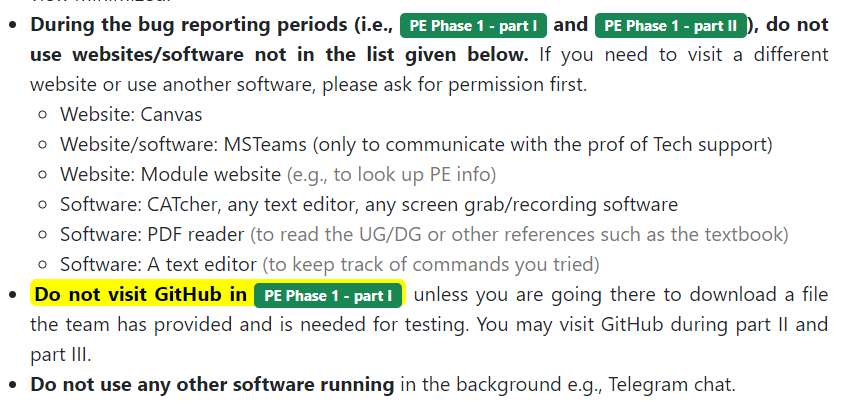 During the bug reporting periods (i.e., PE Phase 1 - part I and PE Phase 1 - part II), do not
use websites/software not in the list given below. If you need to visit a different
website or use another software, please ask for permission first.
Website: Canvas
Website/software: MSTeams (only to communicate with the prof of Tech support)
Website: Module website (e.g., to look up PE info)
Software: CATcher, any text editor, any screen grab/recording software
Software: PDF reader (to read the UG/DG or other references such as the textbook)
Software: A text editor (to keep track of commands you tried)
Do not visit GitHub in PE Phase 1 - part I unless you are going there to download a file
the team has provided and is needed for testing. You may visit GitHub during part II and
part III.
Do not use any other software running in the background e.g., Telegram chat.